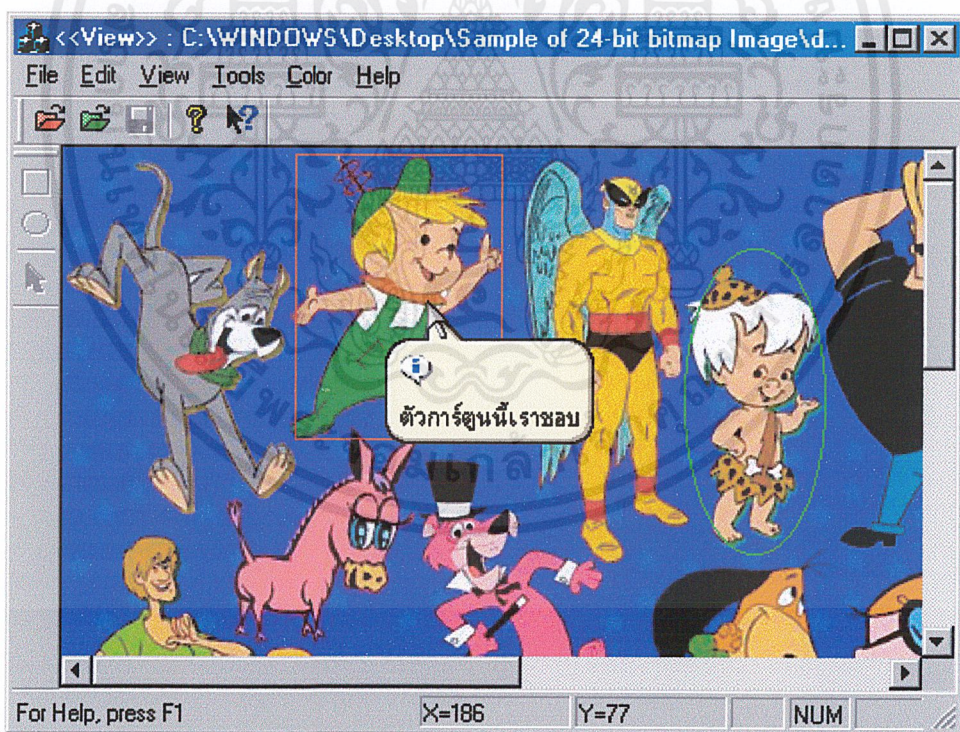 <<View>> : C:\WINDOWS\Desktop\Sample of 24-bit bitmap Image\d...
File Edit View Tools Color Help
ตัวการ์ตูนนี้เราชอบ
For Help, press F1 X=186 Y=77 NUM